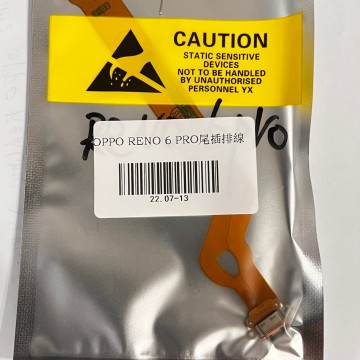 CAUTION
STATIC SENSITIVE
DEVICES
NOT TO BE HANDLED
BY UNAUTHORISED
PERSONNEL YX
OPPO RENO 6 PRO尾插排線
22.07-13